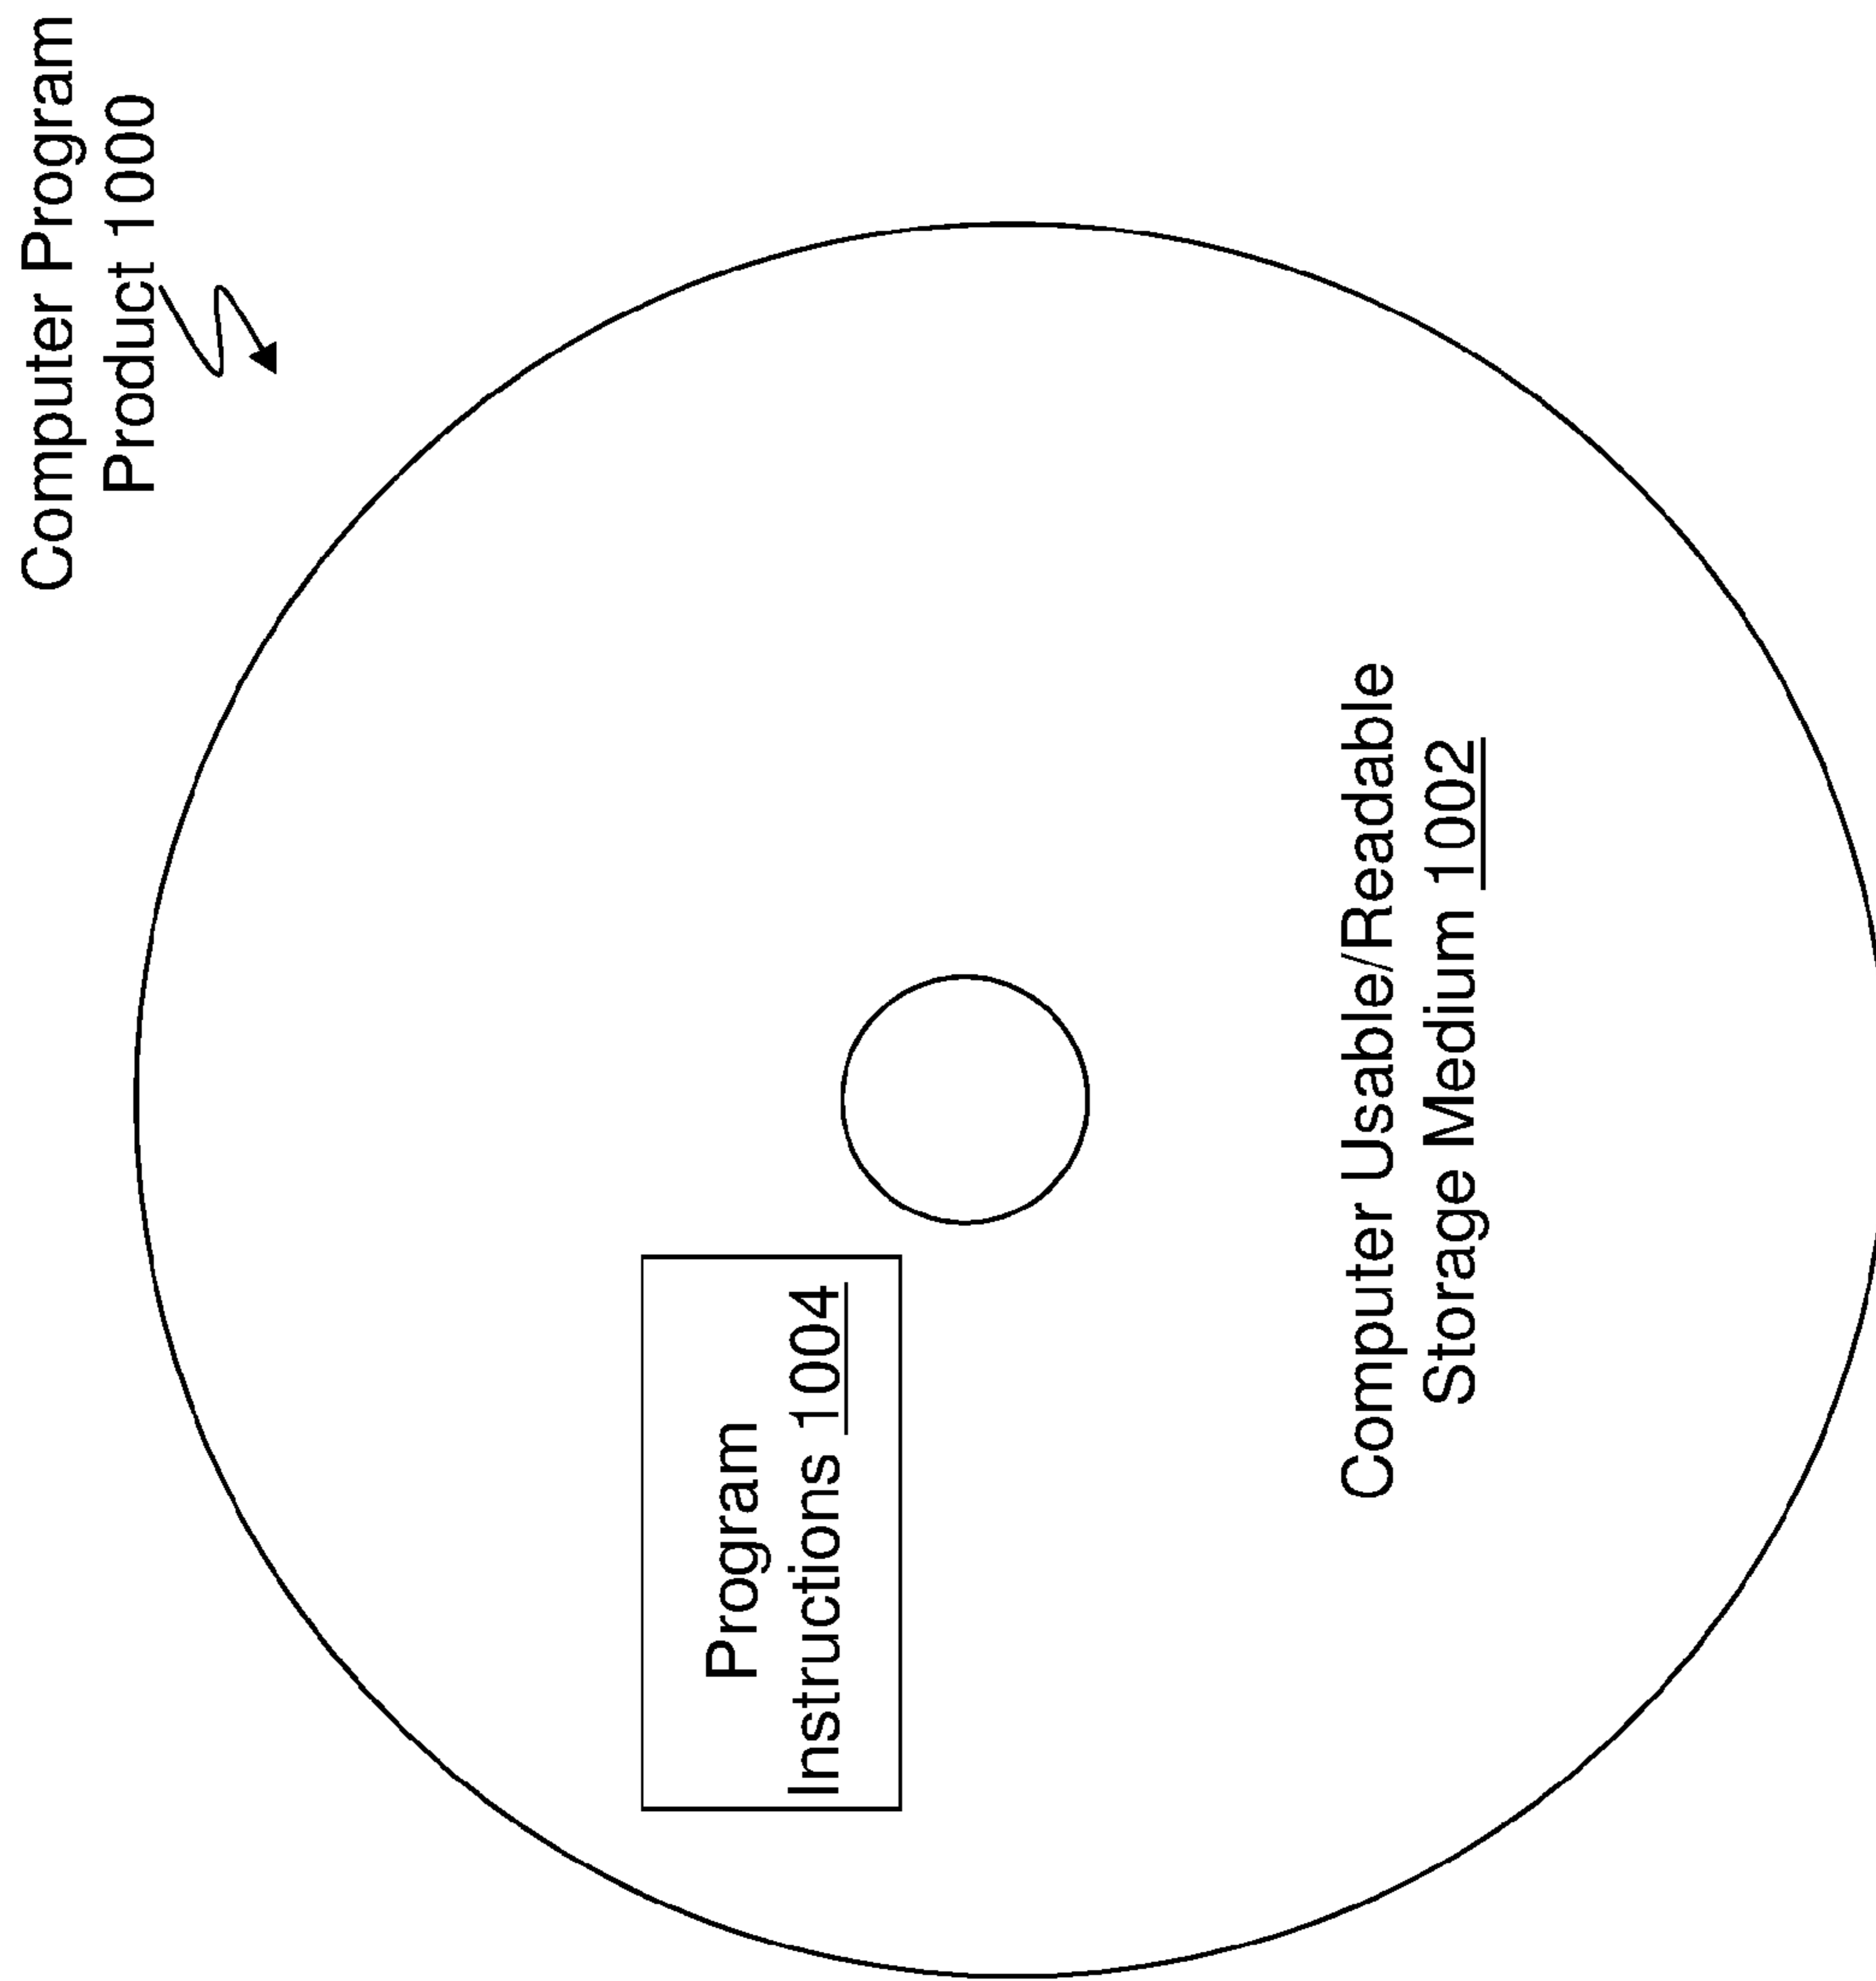 Computer Program
Product 1000
Program
Instructions 1004
Computer Usable/Readable
Storage Medium 1002